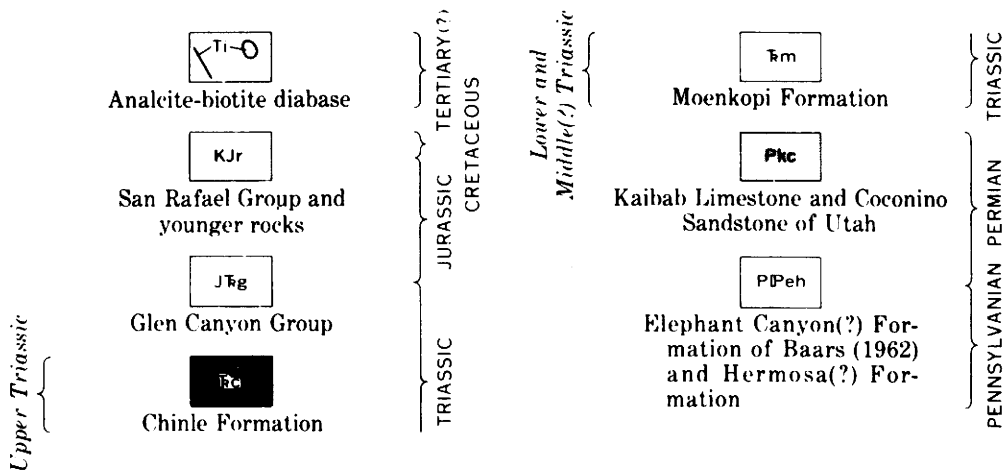 Ti
Analcite-biotite diabase
KJr
San Rafael Group and
younger rocks
JTRg
Glen Canyon Group
TRc
Chinle Formation
Upper Triassic
TERTIARY(?)
CRETACEOUS
JURASSIC
TRIASSIC
TRm
Moenkopi Formation
Lower and
Middle(?) Triassic
Pkc
Kaibab Limestone and Coconino
Sandstone of Utah
PIPeh
Elephant Canyon(?) For-
mation of Baars (1962)
and Hermosa(?) For-
mation
TRIASSIC
PERMIAN
PENNSYLVANIAN